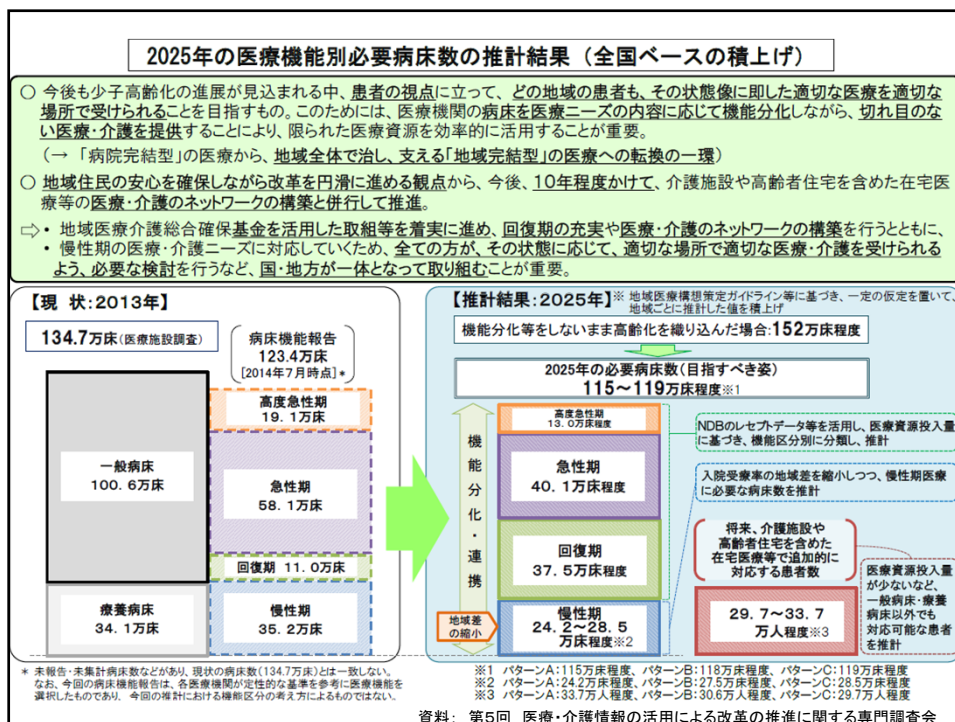 2025年の医療機能別必要病床数の推計結果（全国ベースの積上げ）
○ 今後も少子高齢化の進展が見込まれる中、患者の視点に立って、どの地域の患者も、その状態像に即した適切な医療を適切な
場所で受けられることを目指すもの。このためには、医療機関の病床を医療ニーズの内容に応じて機能分化しながら、切れ目のな
い医療・介護を提供することにより、限られた医療資源を効率的に活用することが重要。
（→ 「病院完結型」の医療から、地域全体で治し、支える「地域完結型」の医療への転換の一環）
○ 地域住民の安心を確保しながら改革を円滑に進める観点から、今後、10年程度かけて、介護施設や高齢者住宅を含めた在宅医
療等の医療・介護のネットワークの構築と併行して推進。
⇨・ 地域医療介護総合確保基金を活用した取組等を着実に進め、回復期の充実や医療・介護のネットワークの構築を行うとともに、
・ 慢性期の医療・介護ニーズに対応していくため、全ての方が、その状態に応じて、適切な場所で適切な医療・介護を受けられる
よう、必要な検討を行うなど、国・地方が一体となって取り組むことが重要。
【現 状：2013年】
134.7万床（医療施設調査）
病床機能報告
123.4万床
[2014年7月時点]＊
高度急性期
19.1万床
一般病床
100.6万床
急性期
58.1万床
回復期 11.0万床
療養病床
34.1万床
慢性期
35.2万床
＊ 未報告・未集計病床数などがあり、現状の病床数（134.7万床）とは一致しない。
なお、今回の病床機能報告は、各医療機関が定性的な基準を参考に医療機能を
選択したものであり、今回の推計における機能区分の考え方によるものではない。
【推計結果：2025年】※ 地域医療構想策定ガイドライン等に基づき、一定の仮定を置いて、
地域ごとに推計した値を積上げ
機能分化等をしないまま高齢化を織り込んだ場合：152万床程度
2025年の必要病床数（目指すべき姿）
115～119万床程度※1
機能分化・連携
地域差
の縮小
高度急性期
13.0万床程度
急性期
40.1万床程度
回復期
37.5万床程度
慢性期
24.2～28.5
万床程度※2
NDBのレセプトデータ等を活用し、医療資源投入量
に基づき、機能区分別に分類し、推計
入院受療率の地域差を縮小しつつ、慢性期医療
に必要な病床数を推計
将来、介護施設や
高齢者住宅を含めた
在宅医療等で追加的に
対応する患者数
29.7～33.7
万人程度※3
医療資源投入量
が少ないなど、
一般病床・療養
病床以外でも
対応可能な患者
を推計
※1 パターンA：115万床程度、パターンB：118万床程度、パターンC：119万床程度
※2 パターンA：24.2万床程度、パターンB：27.5万床程度、パターンC：28.5万床程度
※3 パターンA：33.7万人程度、パターンB：30.6万人程度、パターンC：29.7万人程度
資料： 第5回 医療・介護情報の活用による改革の推進に関する専門調査会